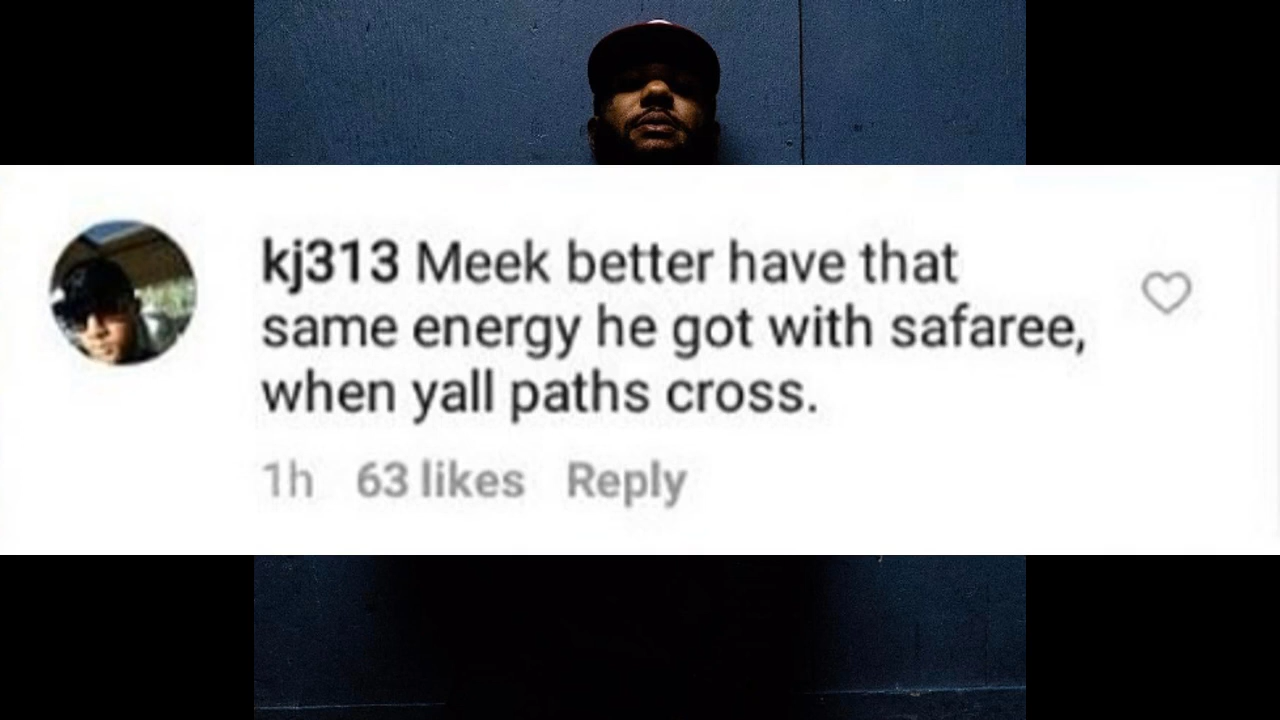 kj313 Meek better have that
same energy he got with safaree,
when yall paths cross.
1h 63 likes Reply